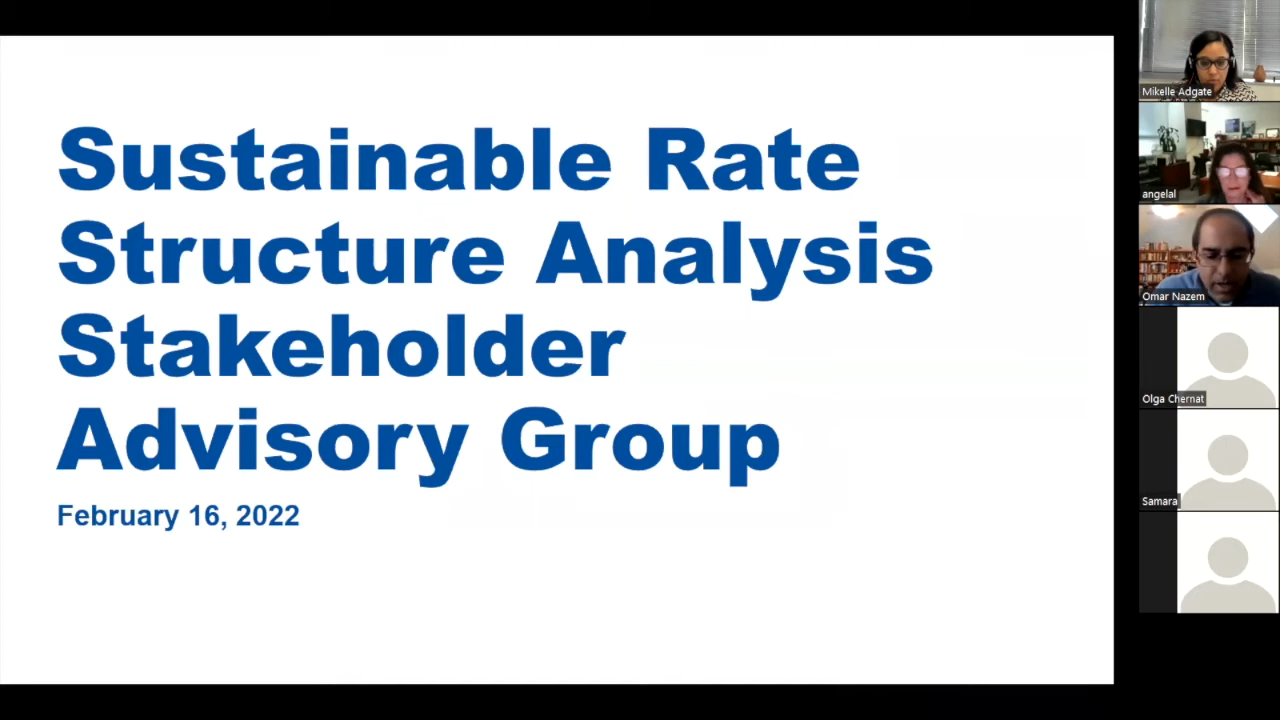 Sustainable Rate
Structure Analysis
Stakeholder
Advisory Group
February 16, 2022
Mikelle Adgate
angelal
Omar Nazem
Olga Chernat
Samara